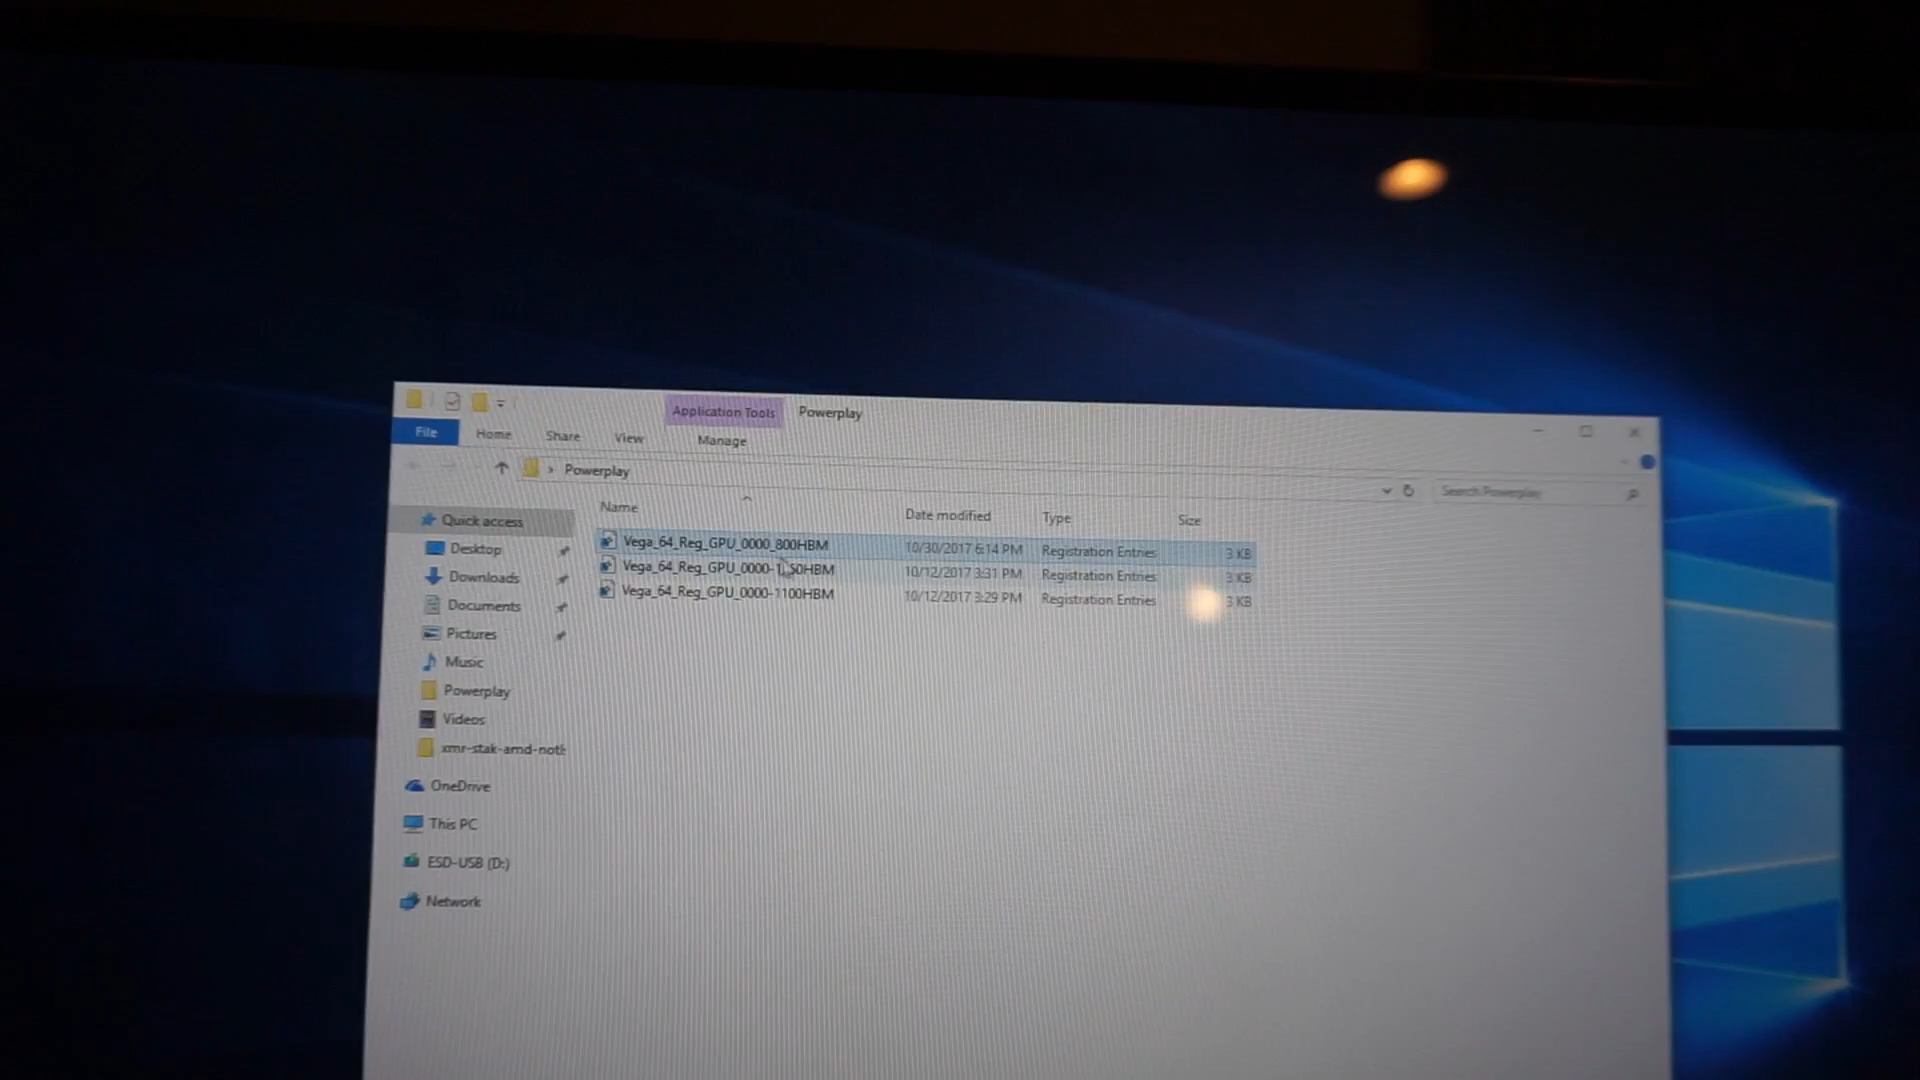 Application Tools Powerplay
File Home Share View Manage
Powerplay Search Powerplay
Name Date modified Type Size
Quick access
Desktop
Downloads
Documents
Pictures
Music
Powerplay
Videos
xmr-stak-amd-notk
OneDrive
This PC
ESD-USB (D:)
Network
Vega_64_Reg_GPU_0000_800HBM 10/30/2017 6:14 PM Registration Entries 3 KB
10/12/2017 3:31 PM Registration Entries 3 KB
Vega_64_Reg_GPU_0000-1100HBM 10/12/2017 3:29 PM Registration Entries 3 KB